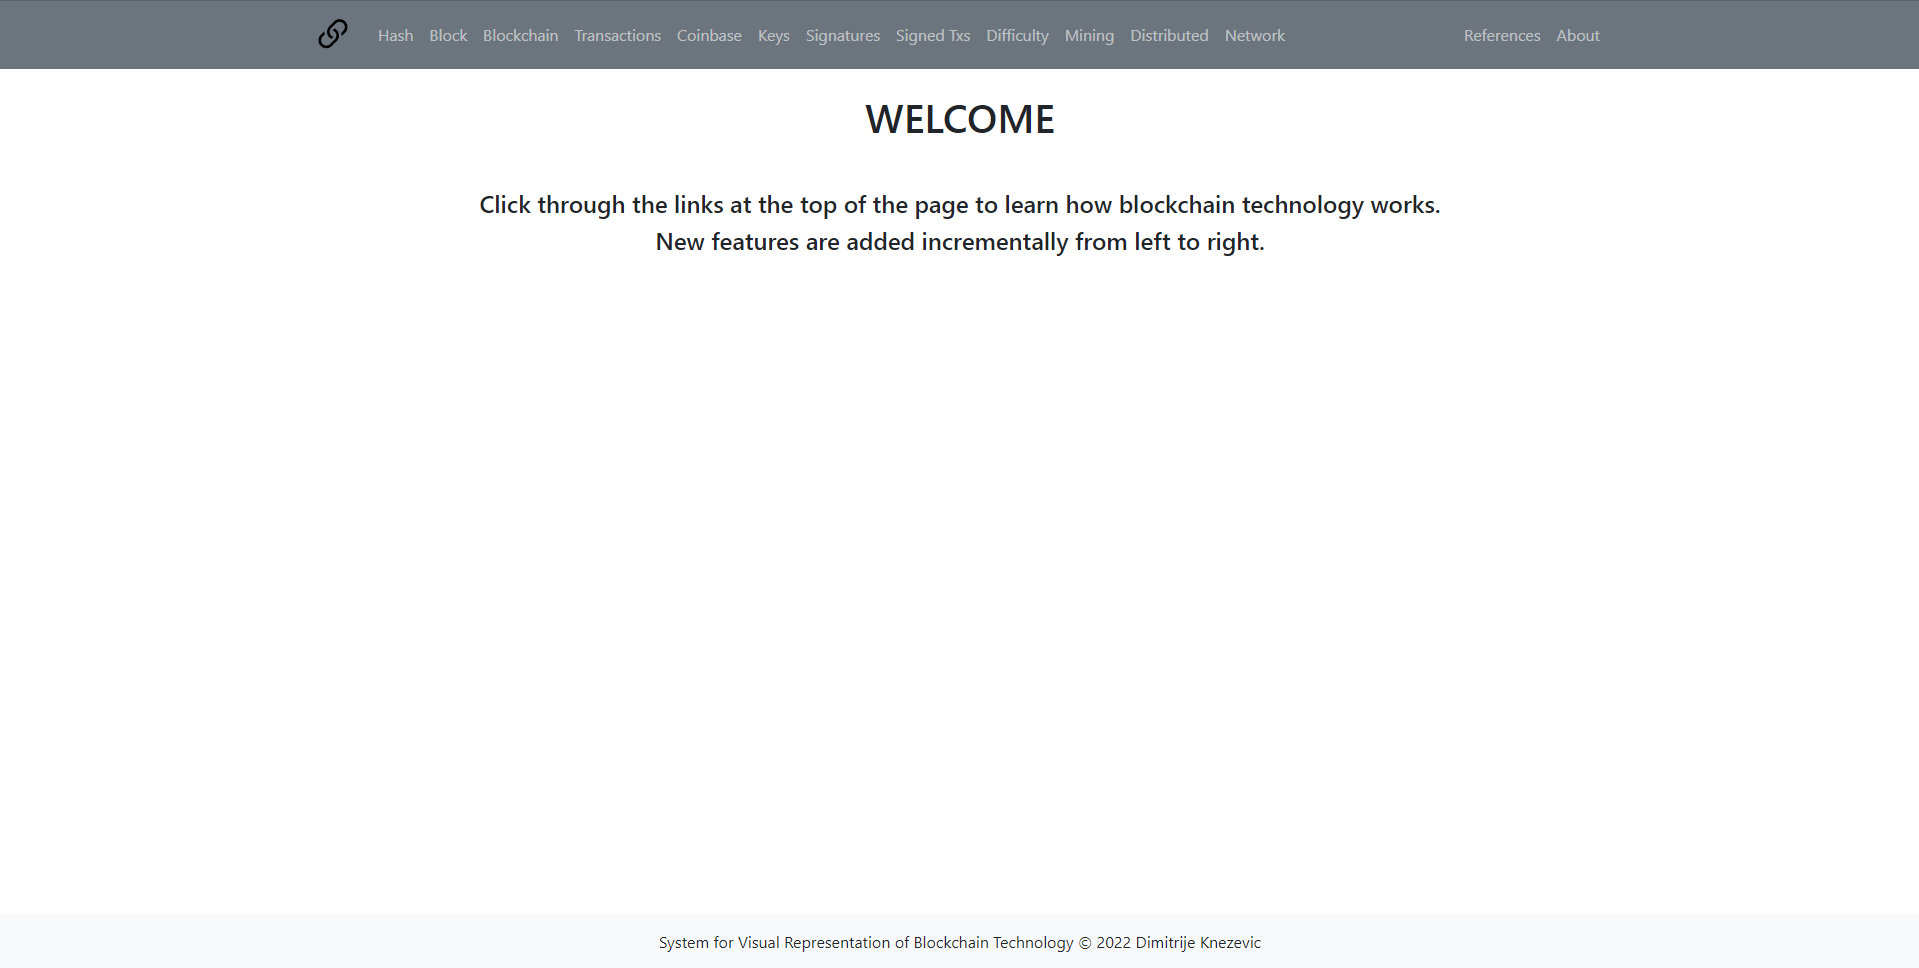 Hash Block Blockchain Transactions Coinbase Keys Signatures Signed Txs Difficulty Mining Distributed Network References About
WELCOME
Click through the links at the top of the page to learn how blockchain technology works.
New features are added incrementally from left to right.
System for Visual Representation of Blockchain Technology © 2022 Dimitrije Knezevic